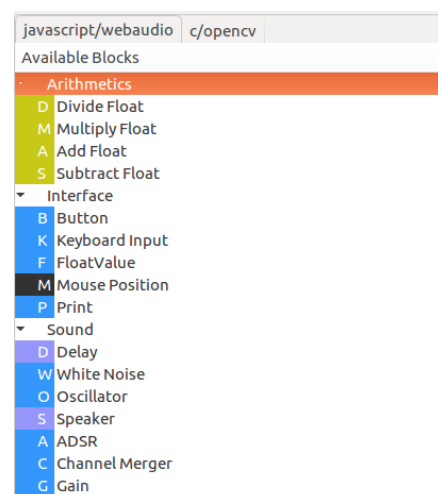 javascript/webaudio c/opencv
Available Blocks
Arithmetics
D Divide Float
M Multiply Float
A Add Float
S Subtract Float
Interface
B Button
K Keyboard Input
F FloatValue
M Mouse Position
P Print
Sound
D Delay
W White Noise
O Oscillator
S Speaker
A ADSR
C Channel Merger
G Gain